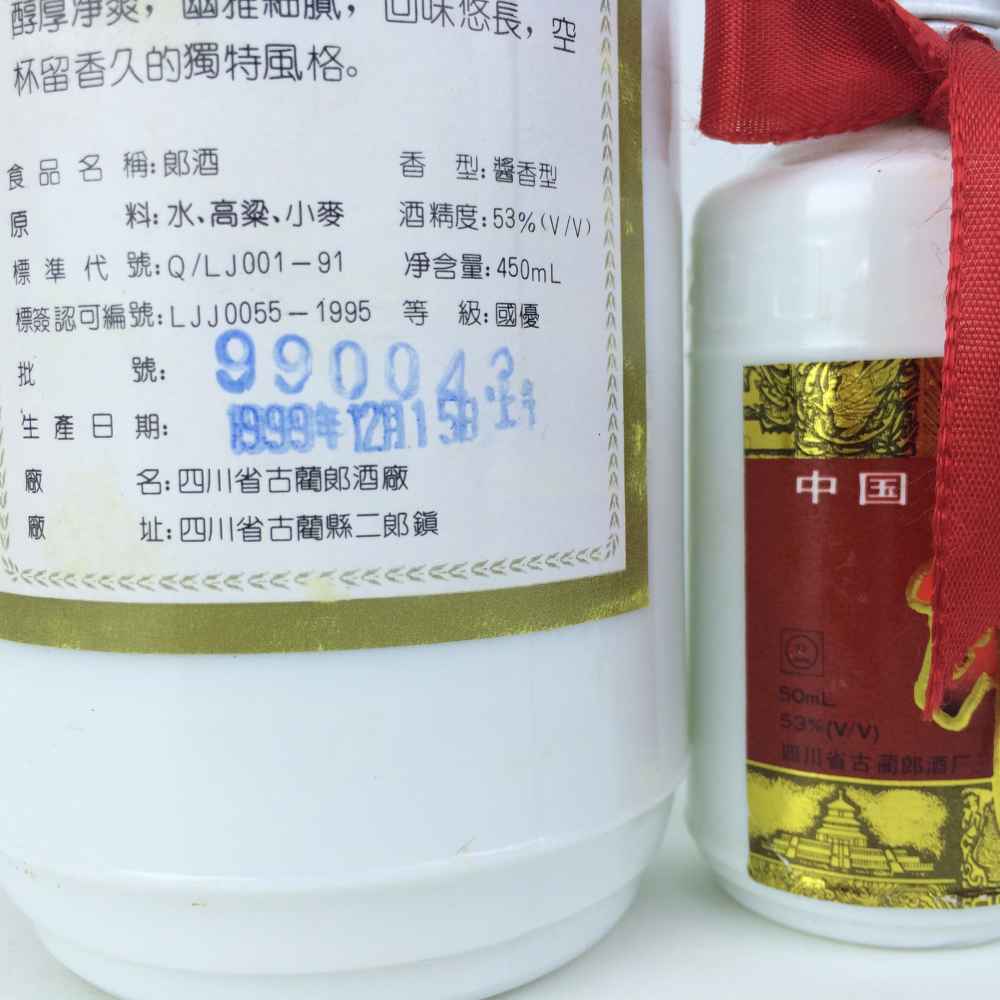 醇厚淨爽，幽雅細膩，回味悠長，空
杯留香久的獨特風格。
食品名稱：郎酒 香型：醬香型
原料：水、高粱、小麥 酒精度：53%(V/V)
標準代號：Q/LJ001－91 凈含量：450mL
標簽認可編號：LJJ0055－1995 等級：國優
批號：990043
生產日期：1999年12月15日
廠名：四川省古藺郎酒廠
廠址：四川省古藺縣二郎鎮
中国
50mL
53%(V/V)
四川省古藺郎酒厂